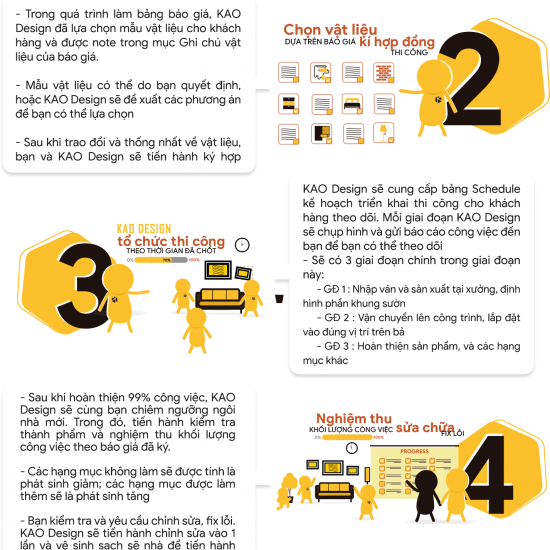 - Trong quá trình làm bảng báo giá, KAO
Design đã lựa chọn mẫu vật liệu cho khách
hàng và được note trong mục Ghi chú vật
liệu của báo giá.
- Mẫu vật liệu có thể do bạn quyết định,
hoặc KAO Design sẽ đề xuất các phương án
để bạn có thể lựa chọn
- Sau khi trao đổi và thống nhất về vật liệu,
bạn và KAO Design sẽ tiến hành ký hợp
Chọn vật liệu
DỰA TRÊN BÁO GIÁ kí hợp đồng
THI CÔNG
2
KAO DESIGN
tổ chức thi công
THEO THỜI GIAN ĐÃ CHỐT
0% 70% 100%
3
KAO Design sẽ cung cấp bảng Schedule
kế hoạch triển khai thi công cho khách
hàng theo dõi. Mỗi giai đoạn KAO Design
sẽ chụp hình và gửi báo cáo công việc đến
bạn để bạn có thể theo dõi
- Sẽ có 3 giai đoạn chính trong giai đoạn
này:
- GĐ 1 : Nhập ván và sản xuất tại xưởng, định
hình phần khung sườn
- GĐ 2 : Vận chuyển lên công trình, lắp đặt
vào đúng vị trí trên bả
- GĐ 3 : Hoàn thiện sản phẩm, và các hạng
mục khác
- Sau khi hoàn thiện 99% công việc, KAO
Design sẽ cùng bạn chiêm ngưỡng ngôi
nhà mới. Trong đó, tiến hành kiểm tra
thành phẩm và nghiệm thu khối lượng
công việc theo báo giá đã ký.
- Các hạng mục không làm sẽ được tính là
phát sinh giảm; các hạng mục được làm
thêm sẽ là phát sinh tăng
- Bạn kiểm tra và yêu cầu chỉnh sửa, fix lỗi.
KAO Design sẽ tiến hành chỉnh sửa vào 1
lần và vệ sinh sạch sẽ nhà để tiến hành
Nghiệm thu
KHỐI LƯỢNG CÔNG VIỆC sửa chữa
FIX LỖI
0% 100%
PROGRESS
4